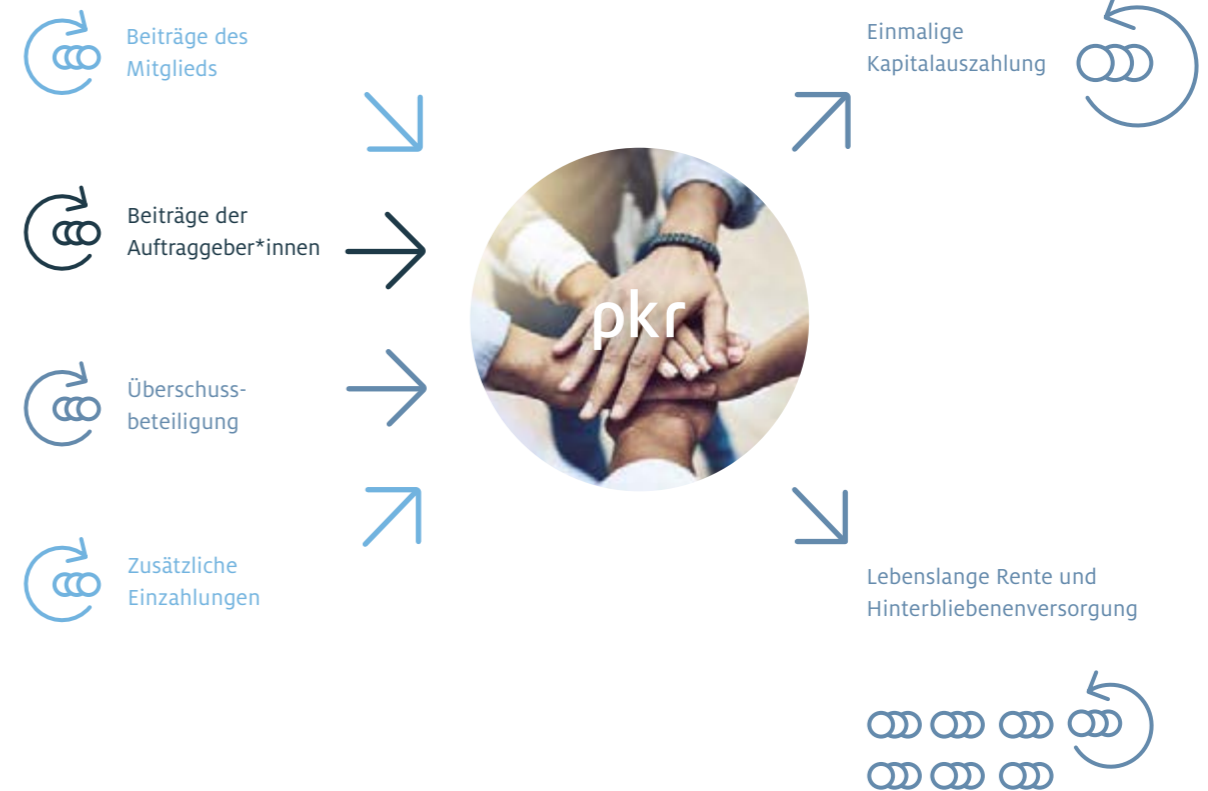 Beiträge des
Mitglieds
Beiträge der
Auftraggeber*innen
Überschuss-
beteiligung
Zusätzliche
Einzahlungen
pkr
Einmalige
Kapitalauszahlung
Lebenslange Rente und
Hinterbliebenenversorgung